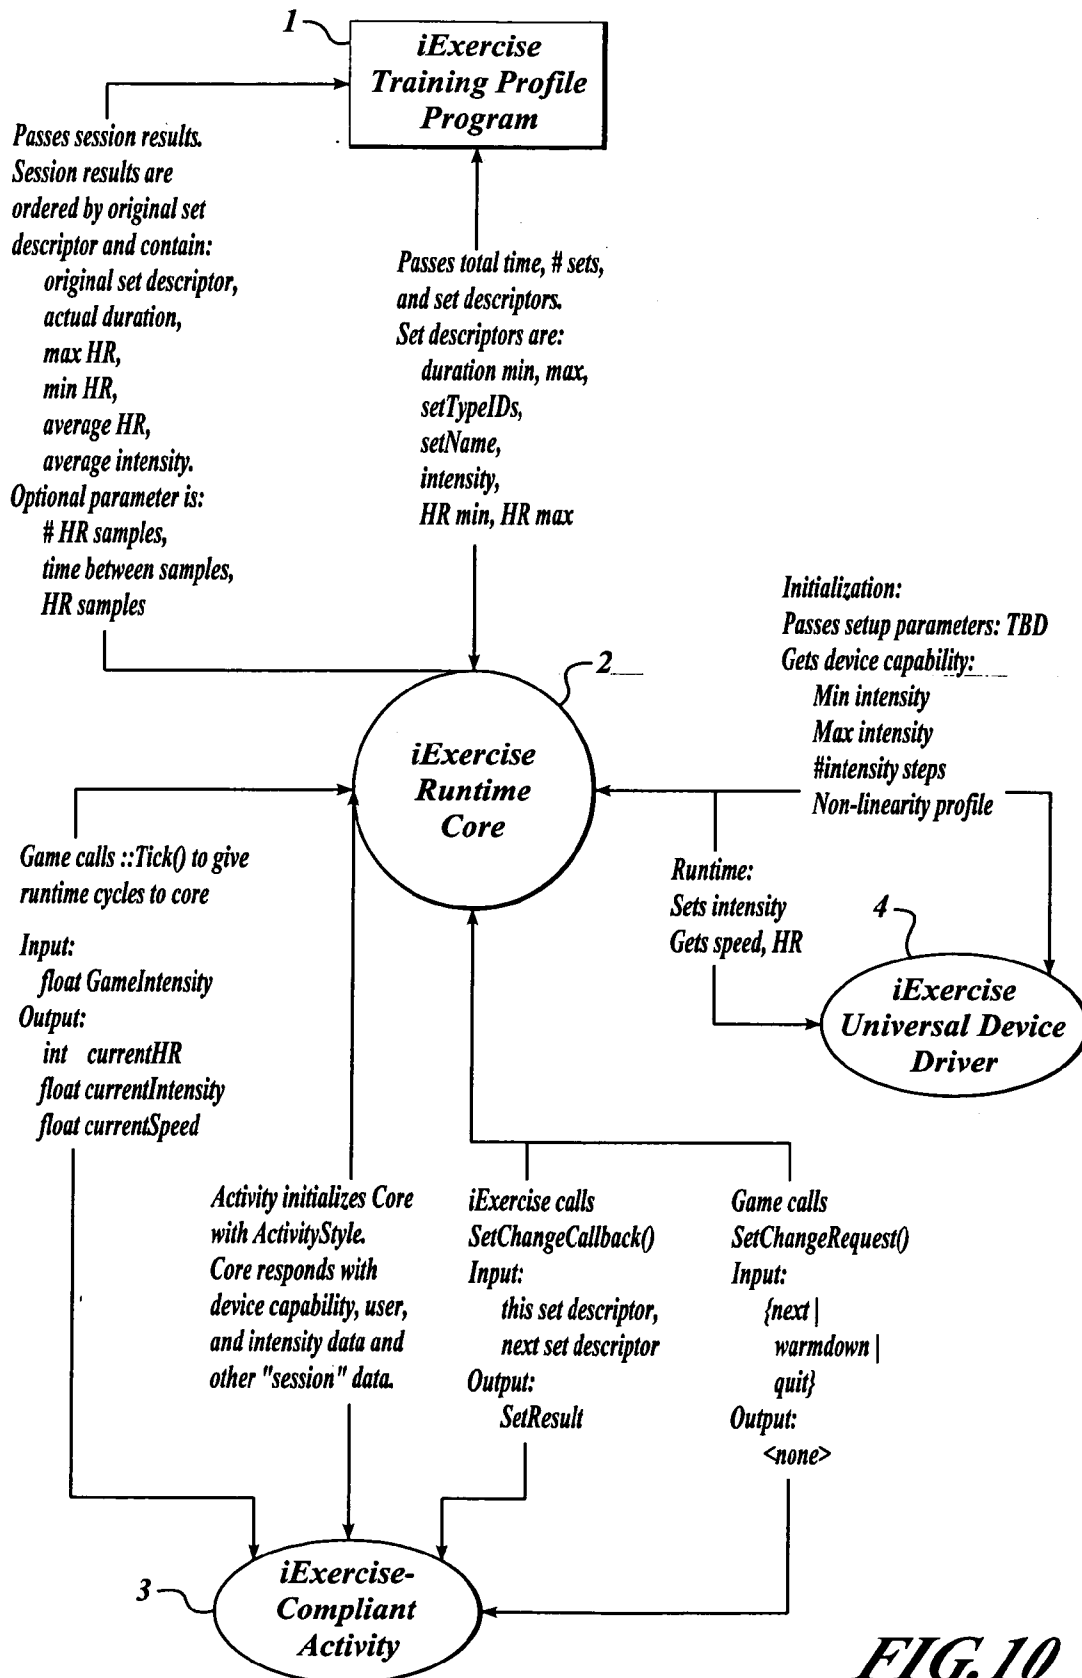 1
iExercise
Training Profile
Program
Passes session results.
Session results are
ordered by original set
descriptor and contain:
original set descriptor,
actual duration,
max HR,
min HR,
average HR,
average intensity.
Optional parameter is:
# HR samples,
time between samples,
HR samples
Passes total time, # sets,
and set descriptors.
Set descriptors are:
duration min, max,
setTypeIDs,
setName,
intensity,
HR min, HR max
Initialization:
Passes setup parameters: TBD
Gets device capability:
Min intensity
Max intensity
#intensity steps
Non-linearity profile
2
iExercise
Runtime
Core
Runtime:
Sets intensity
Gets speed, HR
4
iExercise
Universal Device
Driver
Game calls ::Tick() to give
runtime cycles to core
Input:
float GameIntensity
Output:
int currentHR
float currentIntensity
float currentSpeed
Activity initializes Core
with ActivityStyle.
Core responds with
device capability, user,
and intensity data and
other "session" data.
iExercise calls
SetChangeCallback()
Input:
this set descriptor,
next set descriptor
Output:
SetResult
Game calls
SetChangeRequest()
Input:
{next |
warmdown |
quit}
Output:
<none>
3
iExercise-
Compliant
Activity
FIG. 10